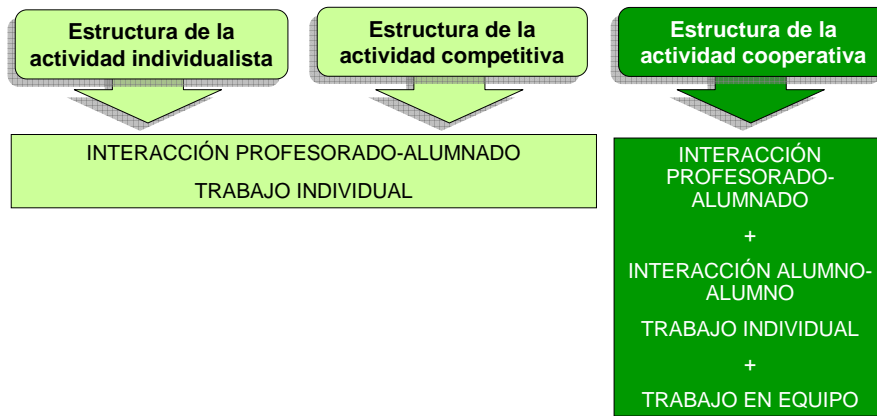 Estructura de la
actividad individualista
Estructura de la
actividad competitiva
Estructura de la
actividad cooperativa
INTERACCIÓN PROFESORADO-ALUMNADO
TRABAJO INDIVIDUAL
INTERACCIÓN
PROFESORADO-
ALUMNADO
+
INTERACCIÓN ALUMNO-
ALUMNO
TRABAJO INDIVIDUAL
+
TRABAJO EN EQUIPO